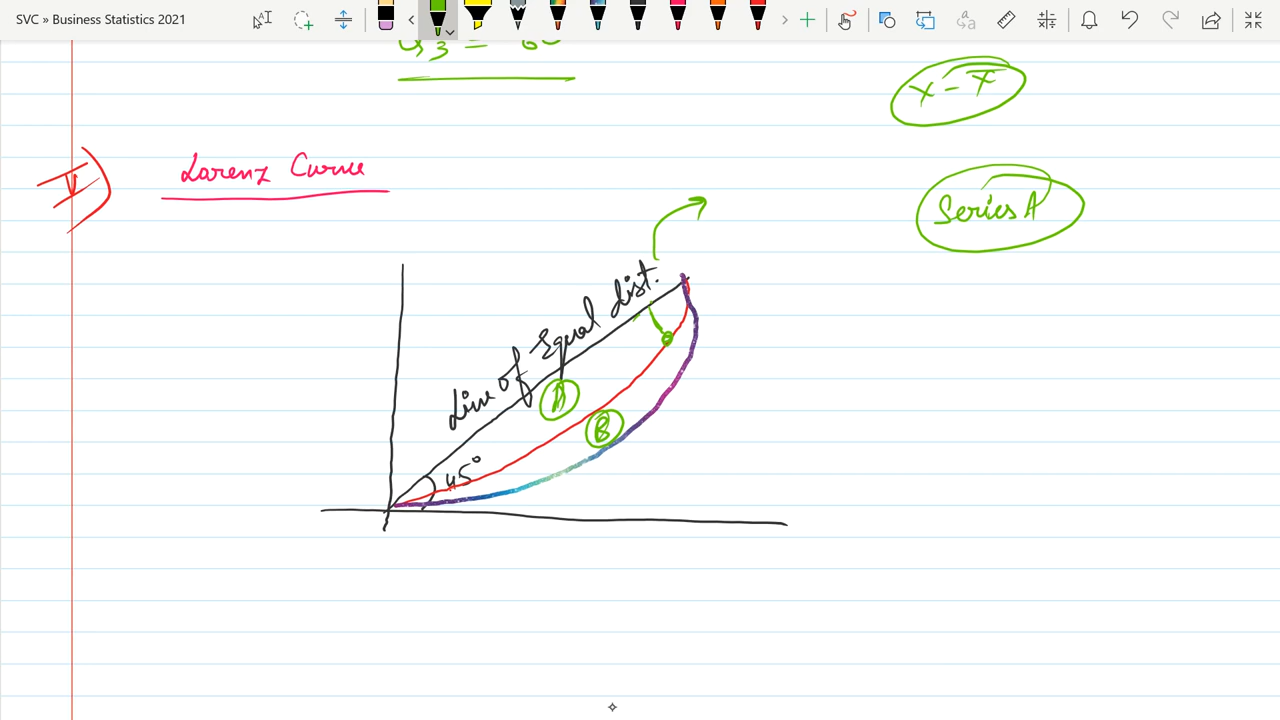 SVC » Business Statistics 2021
X - X̅
V)
Lorenz Curve
Series A
Line of Equal dist.
A
B
45°